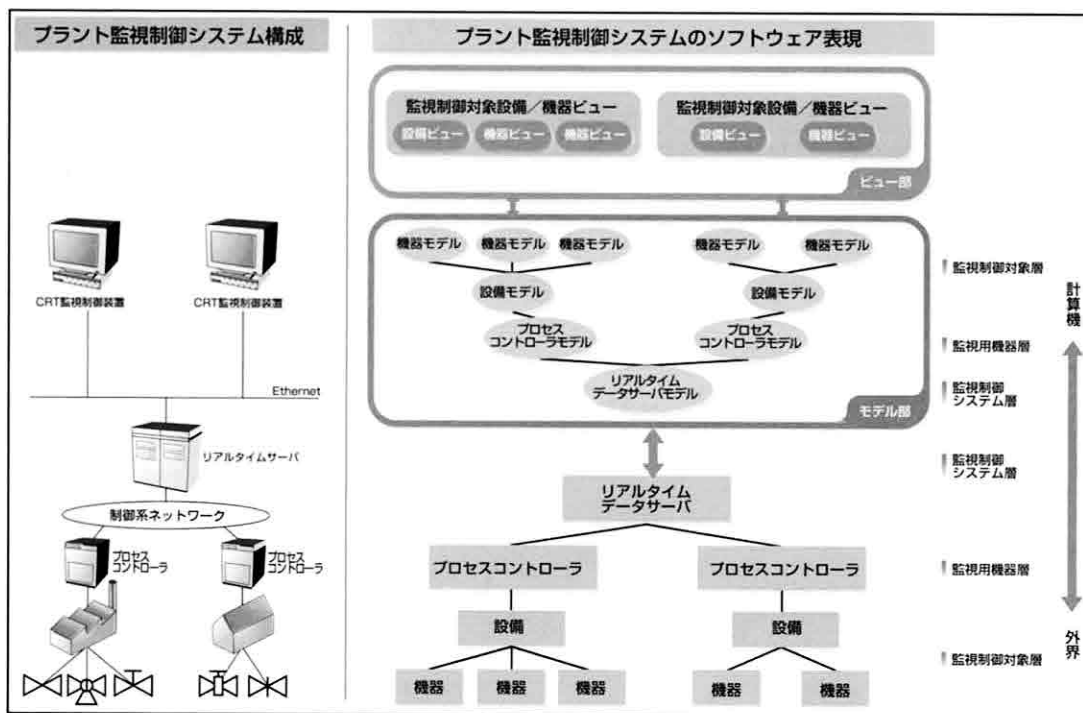 プラント監視制御システム構成
CRT監視制御装置
CRT監視制御装置
Ethernet
リアルタイムサーバ
制御系ネットワーク
プロセス
コントローラ
プロセス
コントローラ
プラント監視制御システムのソフトウェア表現
監視制御対象設備/機器ビュー
設備ビュー
機器ビュー
機器ビュー
監視制御対象設備/機器ビュー
設備ビュー
機器ビュー
ビュー部
機器モデル
機器モデル
機器モデル
機器モデル
機器モデル
設備モデル
設備モデル
プロセス
コントローラモデル
プロセス
コントローラモデル
リアルタイム
データサーバモデル
モデル部
リアルタイム
データサーバ
プロセスコントローラ
プロセスコントローラ
設備
設備
機器
機器
機器
機器
機器
監視制御対象層
監視用機器層
監視制御
システム層
監視制御
システム層
監視用機器層
監視制御対象層
計算機
外界